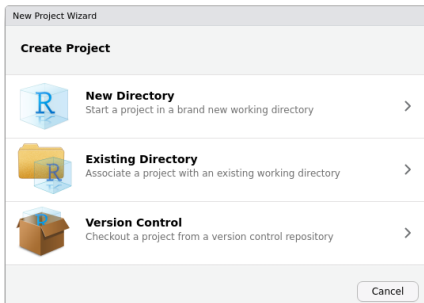 New Project Wizard
Create Project
R
New Directory
Start a project in a brand new working directory
R
Existing Directory
Associate a project with an existing working directory
R
Version Control
Checkout a project from a version control repository
Cancel